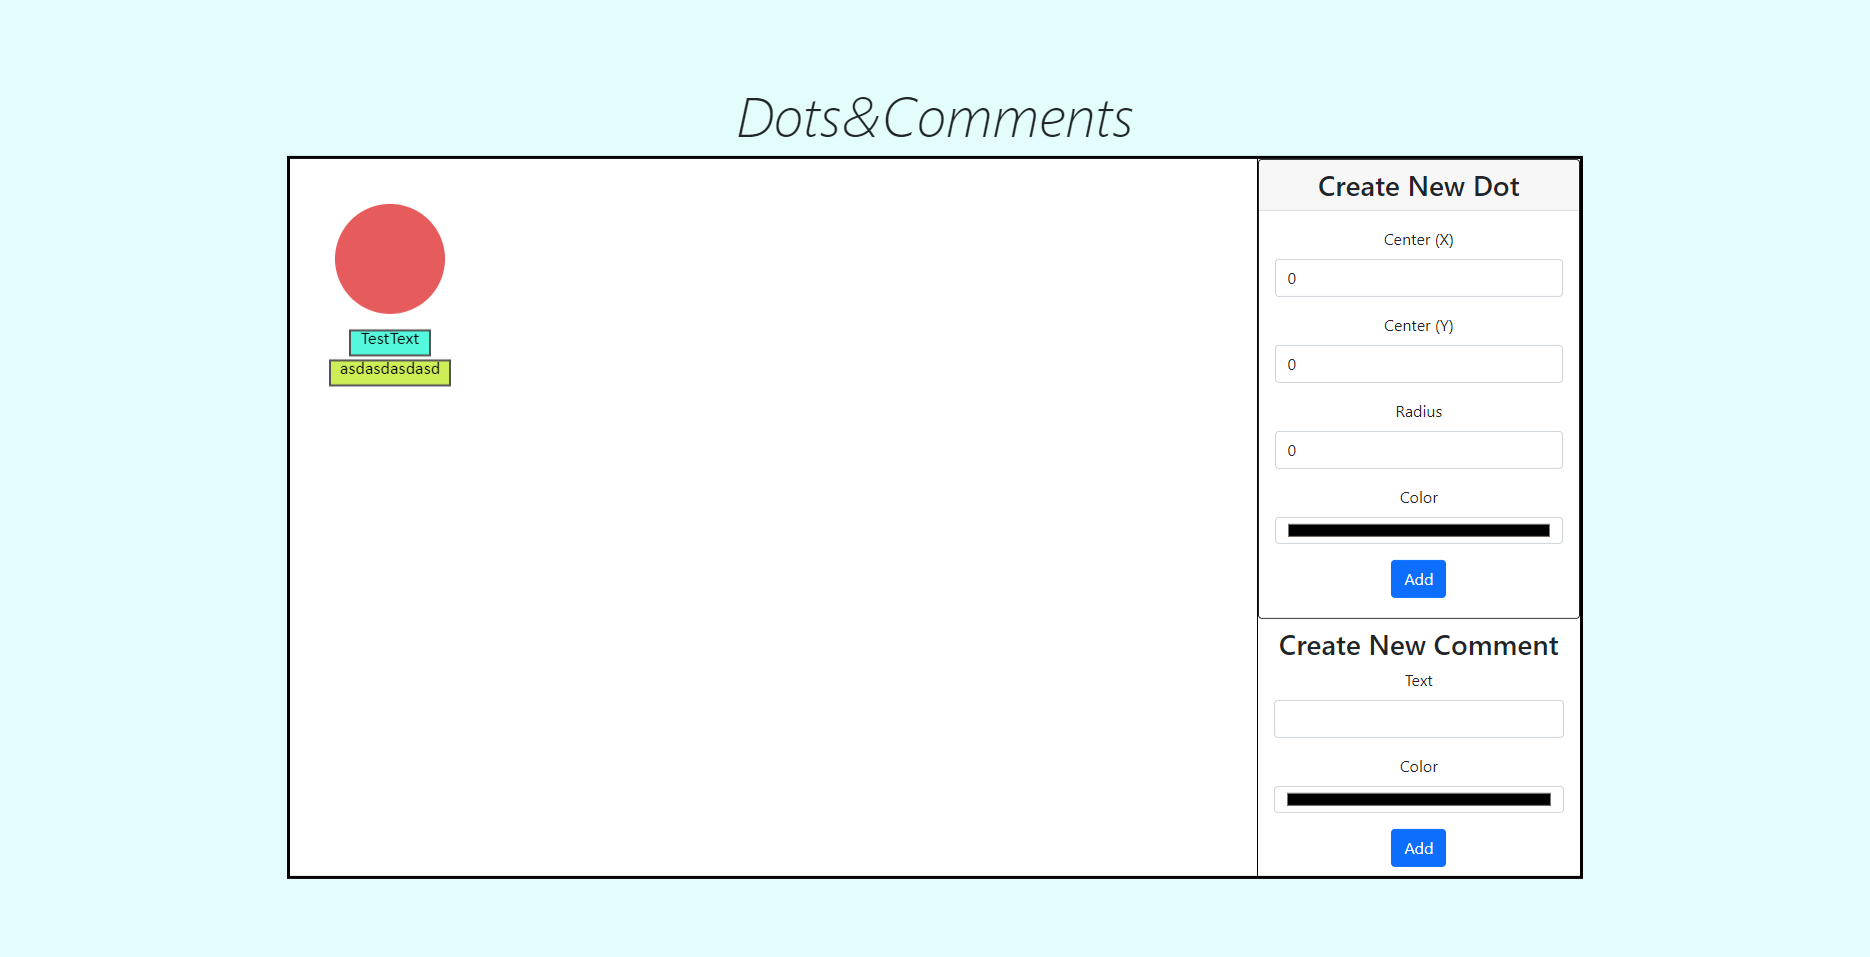 Dots&Comments
TestText
asdasdasdasd
Create New Dot
Center (X)
0
Center (Y)
0
Radius
0
Color
Add
Create New Comment
Text
Color
Add